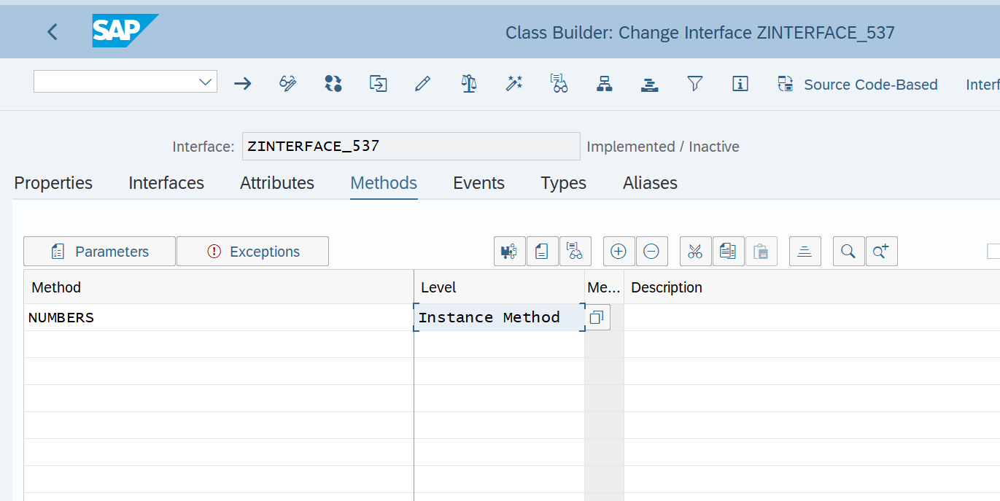 SAP
Class Builder: Change Interface ZINTERFACE_537
Source Code-Based
Interf
Interface: ZINTERFACE_537 Implemented / Inactive
Properties Interfaces Attributes Methods Events Types Aliases
Parameters Exceptions
Method Level Me... Description
NUMBERS Instance Method